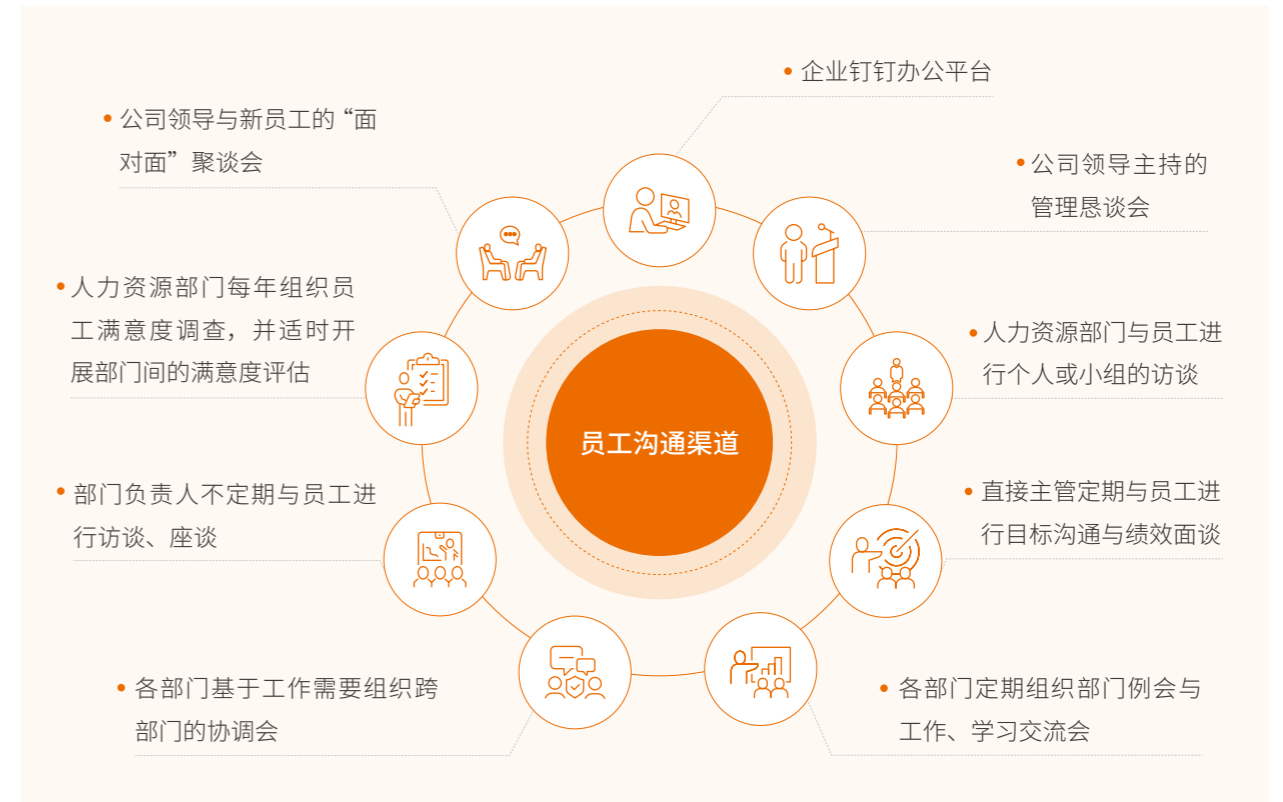 企业钉钉办公平台
公司领导与新员工的“面
对面”聚谈会
公司领导主持的
管理恳谈会
人力资源部门每年组织员
工满意度调查，并适时开
展部门间的满意度评估
人力资源部门与员工进
行个人或小组的访谈
员工沟通渠道
部门负责人不定期与员工进
行访谈、座谈
直接主管定期与员工进
行目标沟通与绩效面谈
各部门基于工作需要组织跨
部门的协调会
各部门定期组织部门例会与
工作、学习交流会